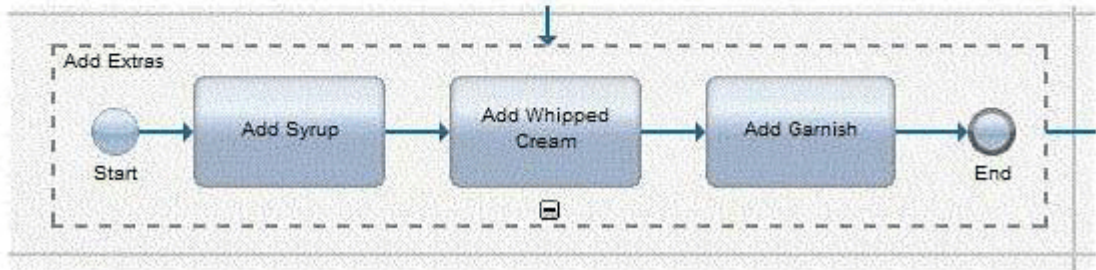 Add Extras
Add Syrup
Add Whipped
Cream
Add Garnish
Start
End